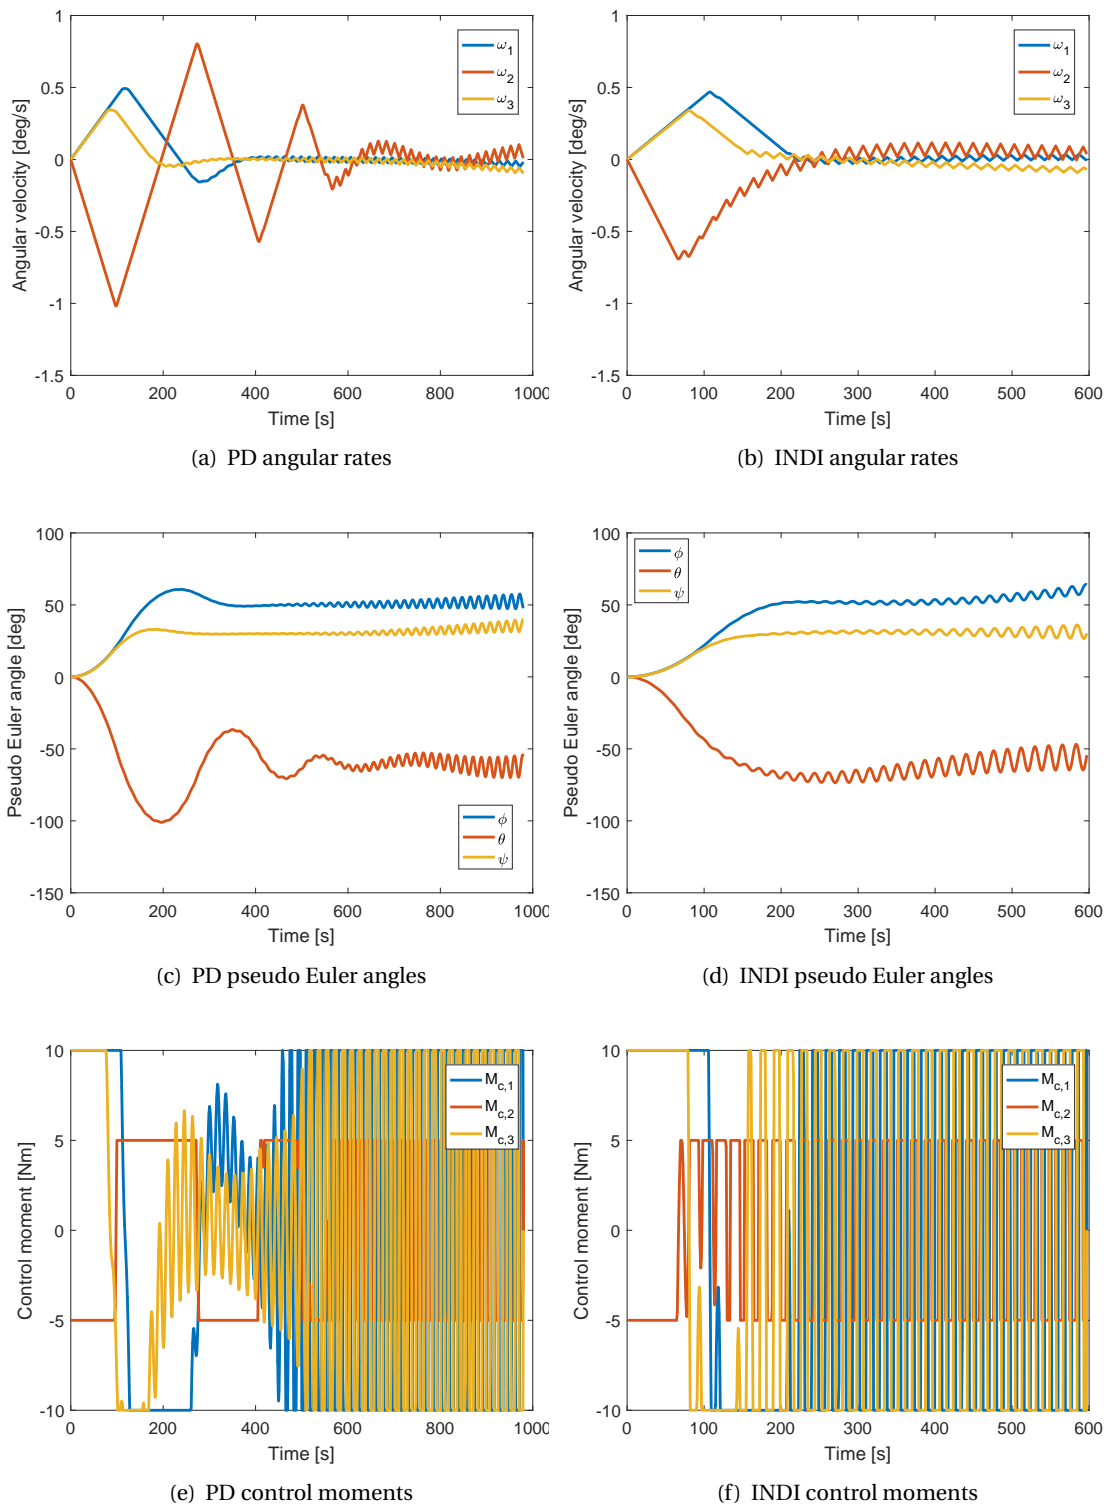 1
0.5
0
-0.5
-1
-1.5
Angular velocity [deg/s]
ω1
ω2
ω3
0 200 400 600 800 1000
Time [s]
(a) PD angular rates
1
0.5
0
-0.5
-1
-1.5
Angular velocity [deg/s]
ω1
ω2
ω3
0 100 200 300 400 500 600
Time [s]
(b) INDI angular rates
100
50
0
-50
-100
-150
Pseudo Euler angle [deg]
ϕ
θ
ψ
0 200 400 600 800 1000
Time [s]
(c) PD pseudo Euler angles
100
50
0
-50
-100
-150
Pseudo Euler angle [deg]
ϕ
θ
ψ
0 100 200 300 400 500 600
Time [s]
(d) INDI pseudo Euler angles
10
5
0
-5
-10
Control moment [Nm]
Mc,1
Mc,2
Mc,3
0 200 400 600 800 1000
Time [s]
(e) PD control moments
10
5
0
-5
-10
Control moment [Nm]
Mc,1
Mc,2
Mc,3
0 100 200 300 400 500 600
Time [s]
(f) INDI control moments